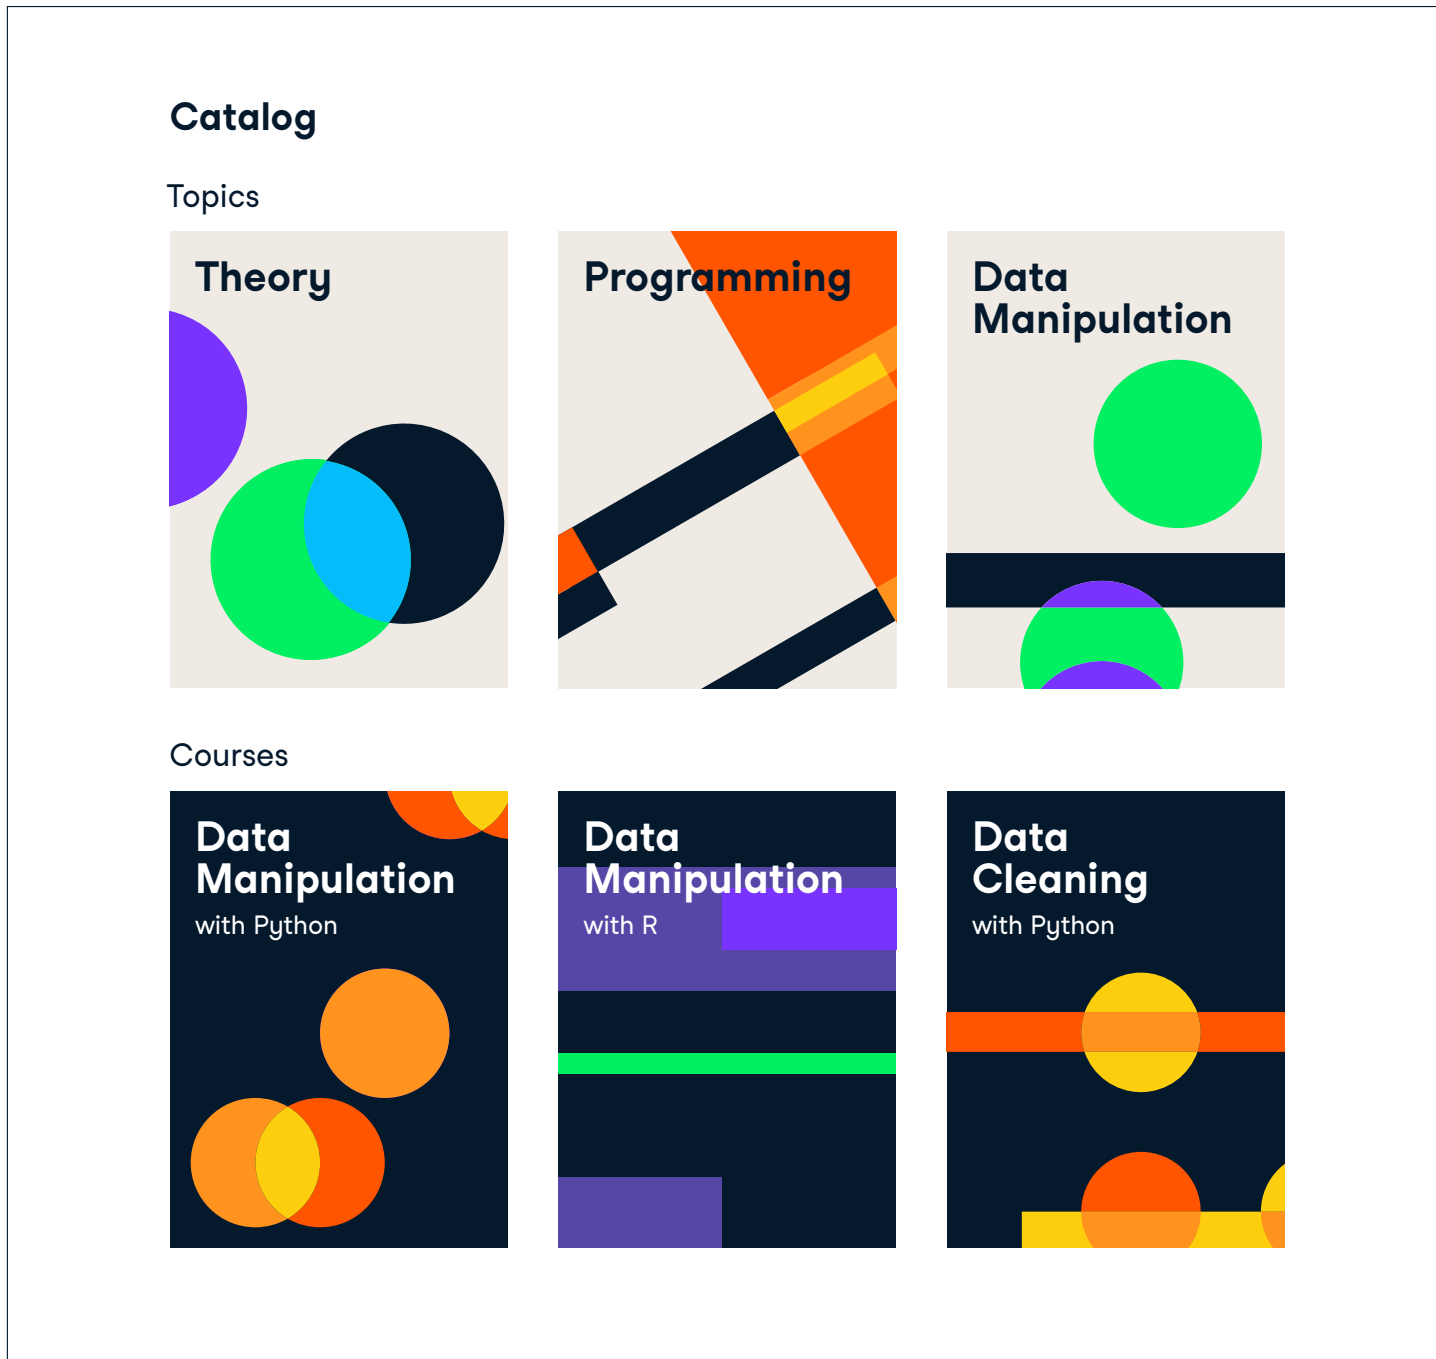 Catalog
Topics
Theory
Programming
Data
Manipulation
Courses
Data
Manipulation
with Python
Data
Manipulation
with R
Data
Cleaning
with Python